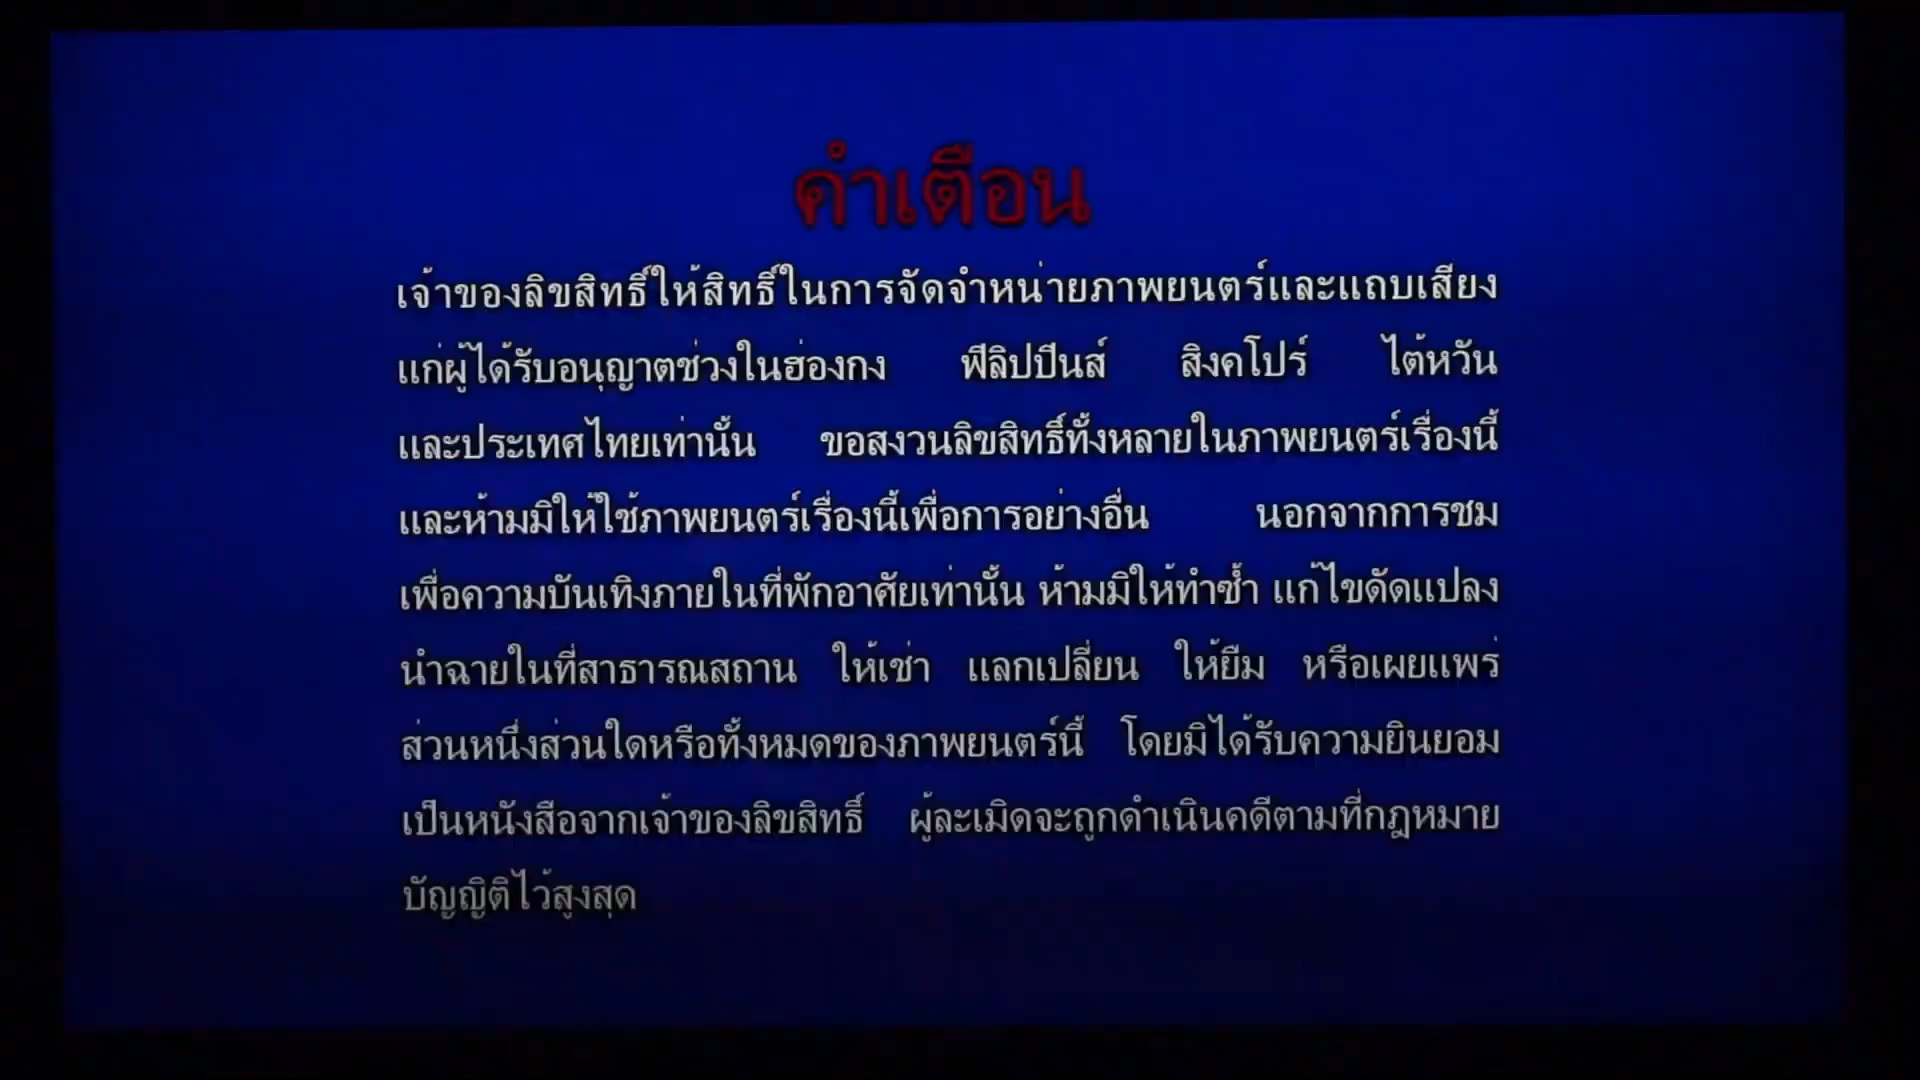 คำเตือน
เจ้าของลิขสิทธิ์ให้สิทธิ์ในการจัดจำหน่ายภาพยนตร์และแถบเสียง
แก่ผู้ได้รับอนุญาตช่วงในฮ่องกง ฟิลิปปินส์ สิงคโปร์ ไต้หวัน
และประเทศไทยเท่านั้น ขอสงวนลิขสิทธิ์ทั้งหลายในภาพยนตร์เรื่องนี้
และห้ามมิให้ใช้ภาพยนตร์เรื่องนี้เพื่อการอย่างอื่น นอกจากการชม
เพื่อความบันเทิงภายในที่พักอาศัยเท่านั้น ห้ามมิให้ทำซ้ำ แก้ไขดัดแปลง
นำฉายในที่สาธารณสถาน ให้เช่า แลกเปลี่ยน ให้ยืม หรือเผยแพร่
ส่วนหนึ่งส่วนใดหรือทั้งหมดของภาพยนตร์นี้ โดยมิได้รับความยินยอม
เป็นหนังสือจากเจ้าของลิขสิทธิ์ ผู้ละเมิดจะถูกดำเนินคดีตามที่กฎหมาย
บัญญิติไว้สูงสุด